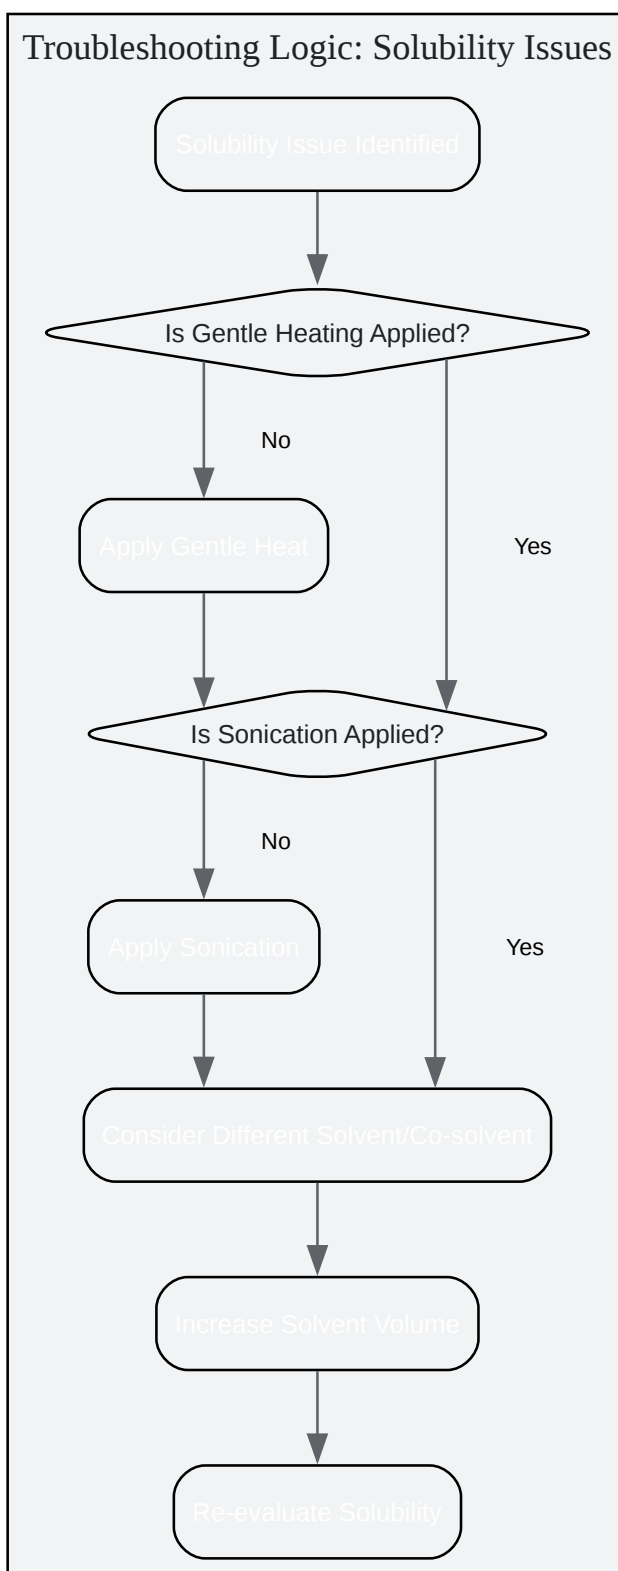 Troubleshooting Logic: Solubility Issues
Solubility Issue Identified
Is Gentle Heating Applied?
No
Apply Gentle Heat
Yes
Is Sonication Applied?
No
Apply Sonication
Yes
Consider Different Solvent/Co-solvent
Increase Solvent Volume
Re-evaluate Solubility